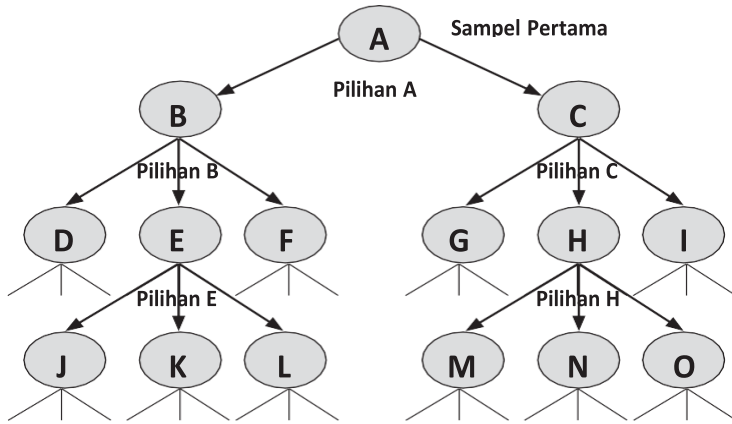 A
Sampel Pertama
Pilihan A
B
C
Pilihan B
Pilihan C
D
E
F
G
H
I
Pilihan E
Pilihan H
J
K
L
M
N
O